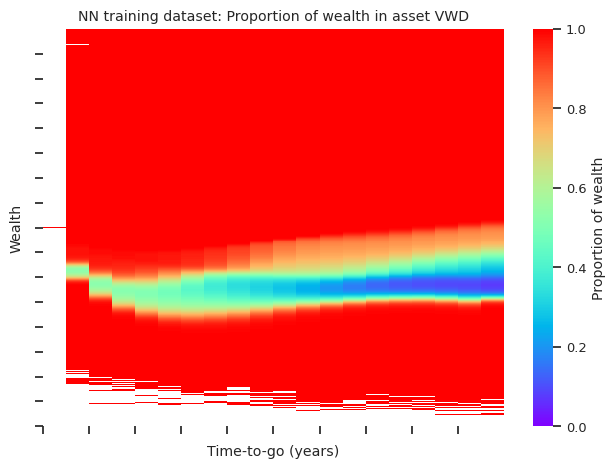 NN training dataset: Proportion of wealth in asset VWD
Wealth
Time-to-go (years)
1.0
0.8
0.6
0.4
0.2
0.0
Proportion of wealth